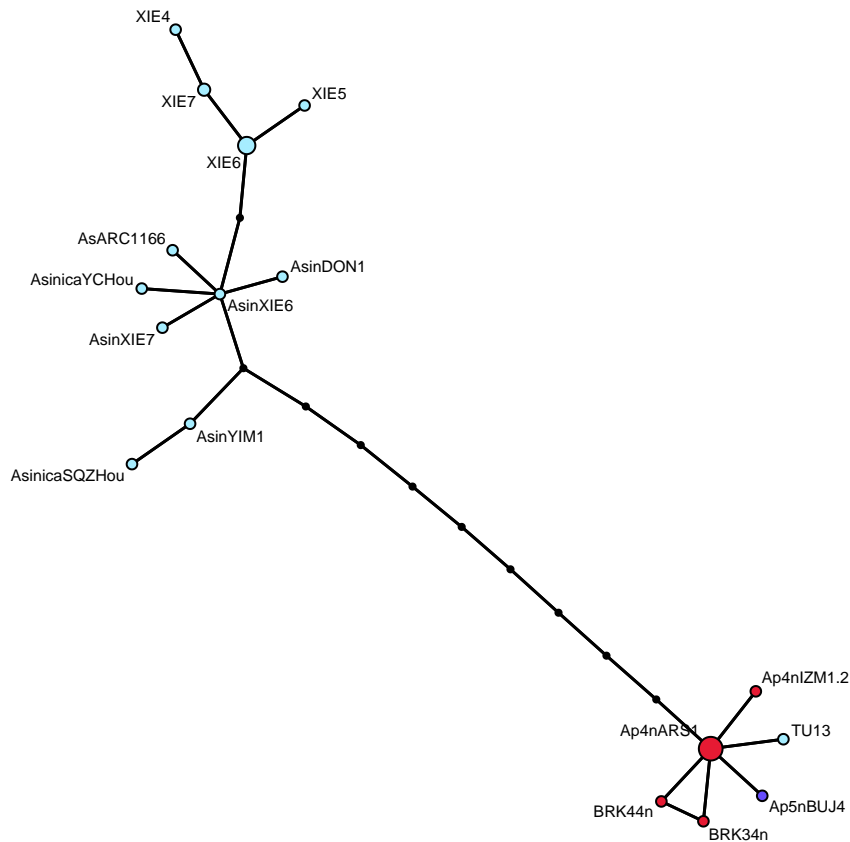 XIE4
XIE7
XIE5
XIE6
AsARC1166
AsinDON1
AsinicaYCHou
AsinXIE6
AsinXIE7
AsinYIM1
AsinicaSQZHou
Ap4nIZM1.2
Ap4nARS1
TU13
Ap5nBUJ4
BRK44n
BRK34n